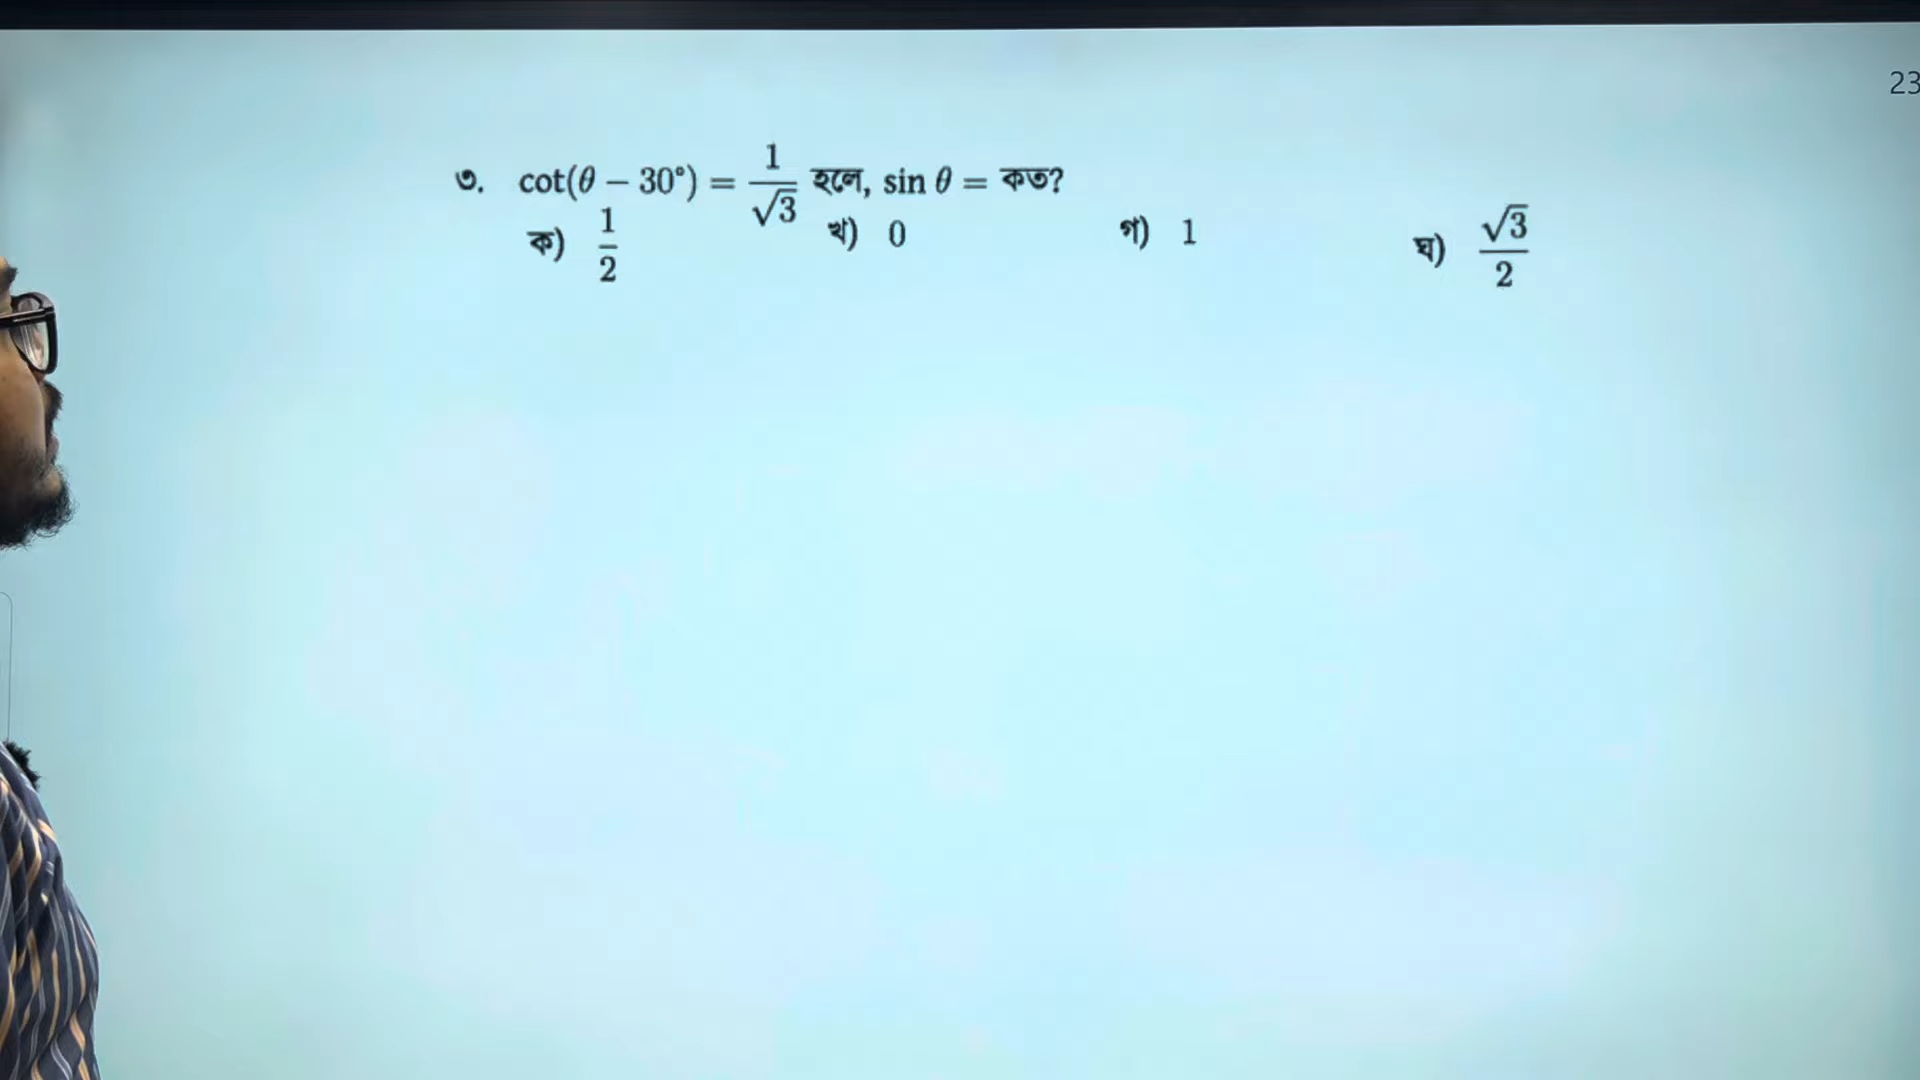 23
৩. cot(θ − 30°) = 1/√3 হলে, sin θ = কত?
ক) 1/2 খ) 0 গ) 1 ঘ) √3/2